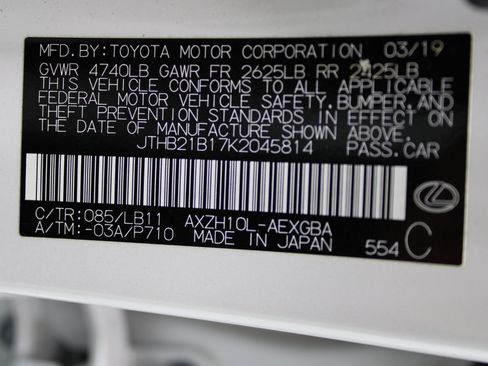 MFD. BY: TOYOTA MOTOR CORPORATION 03/19
GVWR 4740LB GAWR FR 2625LB RR 2425LB
THIS VEHICLE CONFORMS TO ALL APPLICABLE
FEDERAL MOTOR VEHICLE SAFETY, BUMPER, AND
THEFT PREVENTION STANDARDS IN EFFECT ON
THE DATE OF MANUFACTURE SHOWN ABOVE.
JTHB21B17K2045814 PASS.CAR
C/TR:085/LB11 AXZH10L-AEXGBA
A/TM:-03A/P710 MADE IN JAPAN
554 C